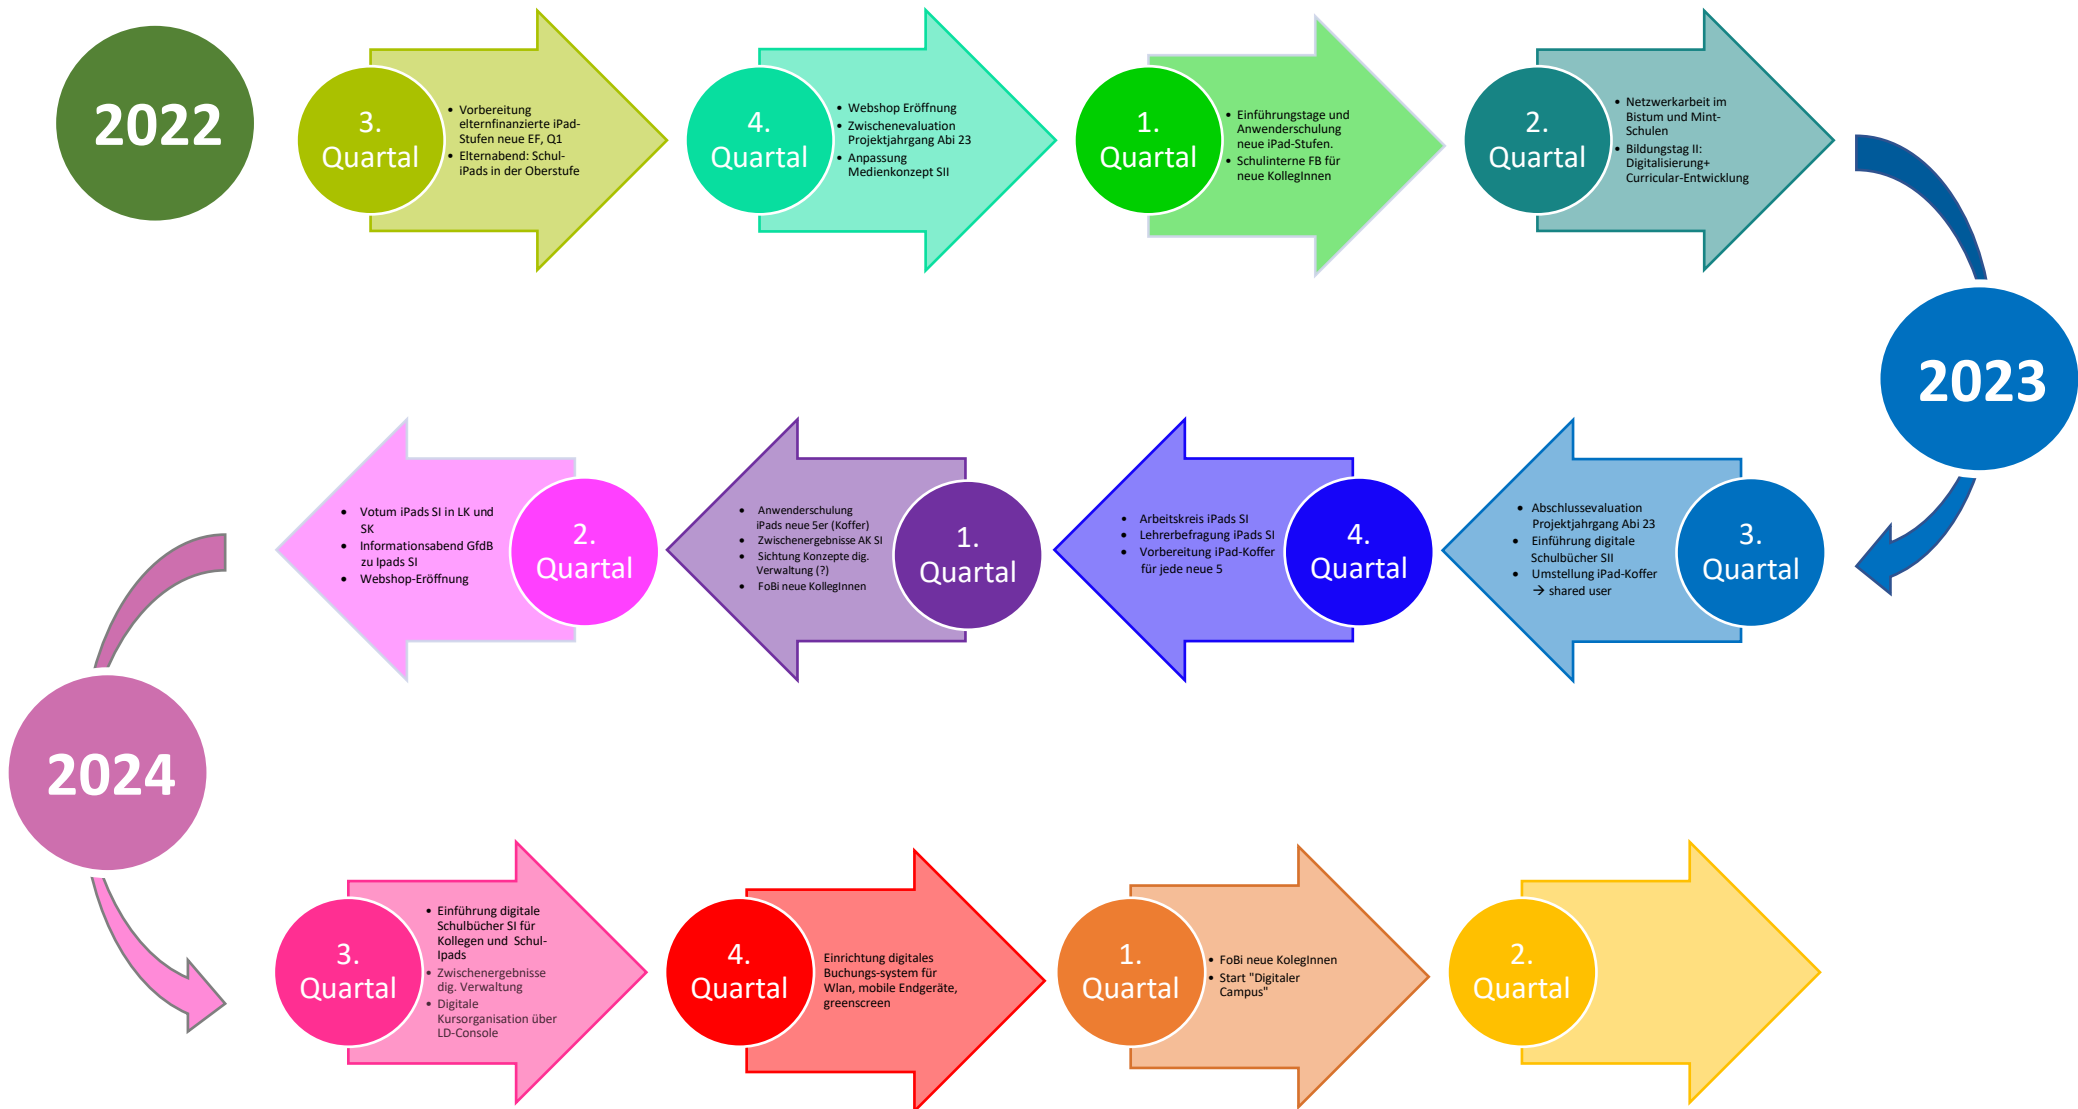 2022
3.
Quartal
• Vorbereitung
elternfinanzierte iPad-
Stufen neue EF, Q1
• Elternabend: Schul-
iPads in der Oberstufe
4.
Quartal
• Webshop Eröffnung
• Zwischenevaluation
Projektjahrgang Abi 23
• Anpassung
Medienkonzept SII
1.
Quartal
• Einführungstage und
Anwenderschulung
neue iPad-Stufen.
• Schulinterne FB für
neue KollegInnen
2.
Quartal
• Netzwerkarbeit im
Bistum und Mint-
Schulen
• Bildungstag II:
Digitalisierung+
Curricular-Entwicklung
2023
3.
Quartal
• Abschlussevaluation
Projektjahrgang Abi 23
• Einführung digitale
Schulbücher SII
• Umstellung iPad-Koffer
→ shared user
4.
Quartal
• Arbeitskreis iPads SI
• Lehrerbefragung iPads SI
• Vorbereitung iPad-Koffer
für jede neue 5
1.
Quartal
• Anwenderschulung
iPads neue 5er (Koffer)
• Zwischenergebnisse AK SI
• Sichtung Konzepte dig.
Verwaltung (?)
• FoBi neue KollegInnen
2.
Quartal
• Votum iPads SI in LK und
SK
• Informationsabend GfdB
zu Ipads SI
• Webshop-Eröffnung
2024
3.
Quartal
• Einführung digitale
Schulbücher SI für
Kollegen und Schul-
Ipads
• Zwischenergebnisse
dig. Verwaltung
• Digitale
Kursorganisation über
LD-Console
4.
Quartal
Einrichtung digitales
Buchungs-system für
Wlan, mobile Endgeräte,
greenscreen
1.
Quartal
• FoBi neue KolegInnen
• Start "Digitaler
Campus"
2.
Quartal